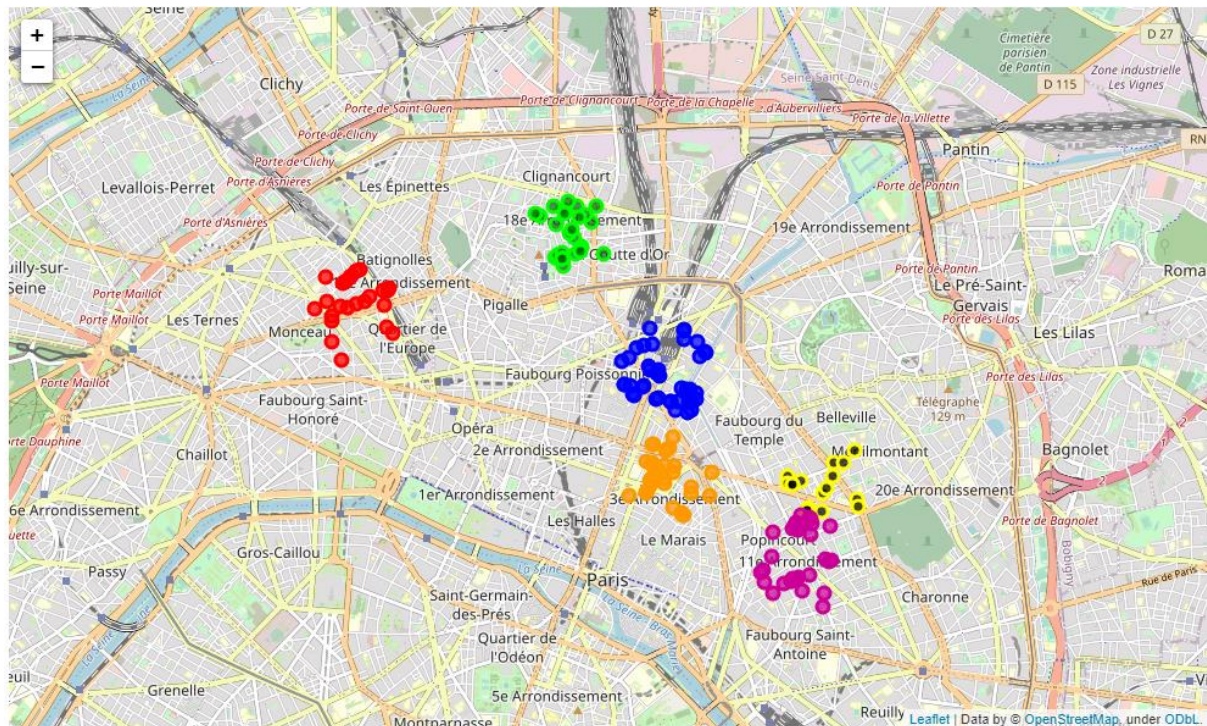 Seine
+
−
D 27
Cimetière
parisien
de Pantin
Seine-Saint-Denis
Zone industrielle
Les Vignes
Clichy
D 115
La Seine
Porte de Saint-Ouen
Porte de Clignancourt
Porte de la Chapelle
d'Aubervilliers
Porte de la Villette
Porte de Clichy
RN
Pantin
Porte de Clichy
Clignancourt
Levallois-Perret
Porte d'Asnières
Les Épinettes
Porte de Pantin
Porte d'Asnières
19e Arrondissement
Goutte d'Or
Batignolles
Porte de Pantin
Roma
Seine
Porte Maillot
Pigalle
Le Pré-Saint-
Gervais
Porte Maillot
Les Ternes
Monceau
Quartier de
l'Europe
Porte des Lilas
Les Lilas
Porte Maillot
Porte des Lilas
Faubourg Saint-
Honoré
Télégraphe
129 m
Belleville
Faubourg du
Temple
Opéra
Porte Dauphine
2e Arrondissement
Bagnolet
Chaillot
1er Arrondissement
20e Arrondissement
Les Halles
Porte de Bagnolet
Le Marais
Gros-Caillou
Bobigny
Passy
La Seine
Paris
Rue de Paris
Saint-Germain-
des-Prés
Charonne
Quartier de
l'Odéon
Faubourg Saint-
Antoine
Grenelle
5e Arrondissement
Montparnasse
Reuilly
Leaflet | Data by © OpenStreetMap, under ODbL.